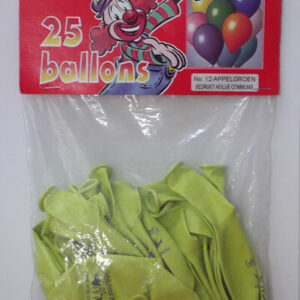 25
ballons
No. 12 APPELGROEN
BEDRUKT HEILIGE COMMUNIE